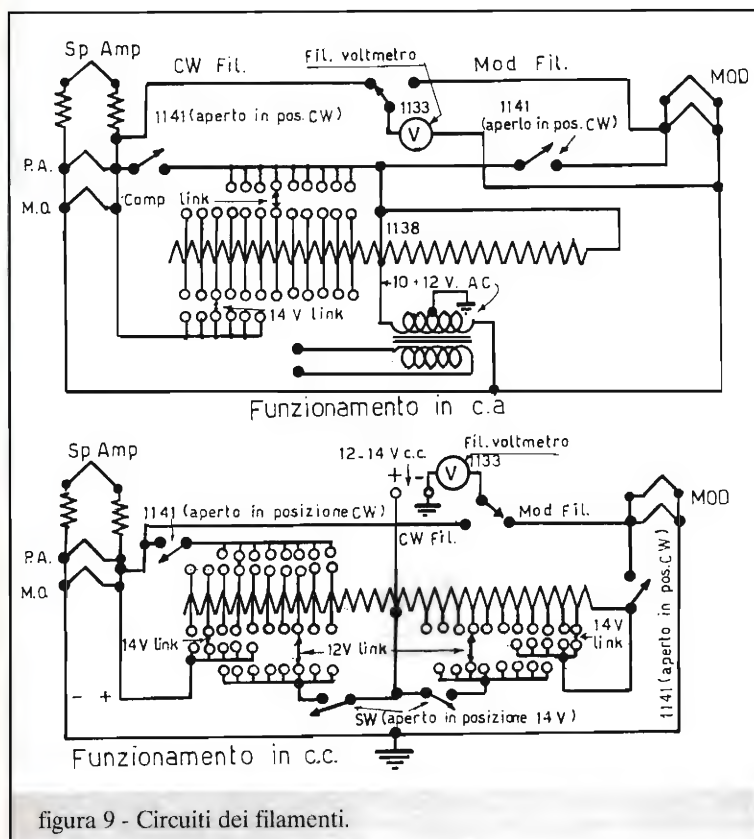 Sp Amp
CW Fil.
Fil. voltmetro
Mod Fil.
MOD
1141 (aperto in pos. CW)
1133
V
1141
(aperto in pos. CW)
P.A.
M.O.
Comp
link
1138
10 ÷ 12 V. AC
14 V link
Funzionamento in c.a
Sp Amp
12-14 V c.c.
+ -
Fil. voltmetro
1133
V
1141 (aperto in posizione CW)
Mod Fil.
MOD
CW Fil.
P.A.
M.O.
14V link
12V link
14V
link
1141 (aperto in pos. CW)
- +
SW (aperto in posizione 14 V)
Funzionamento in c.c.
figura 9 - Circuiti dei filamenti.